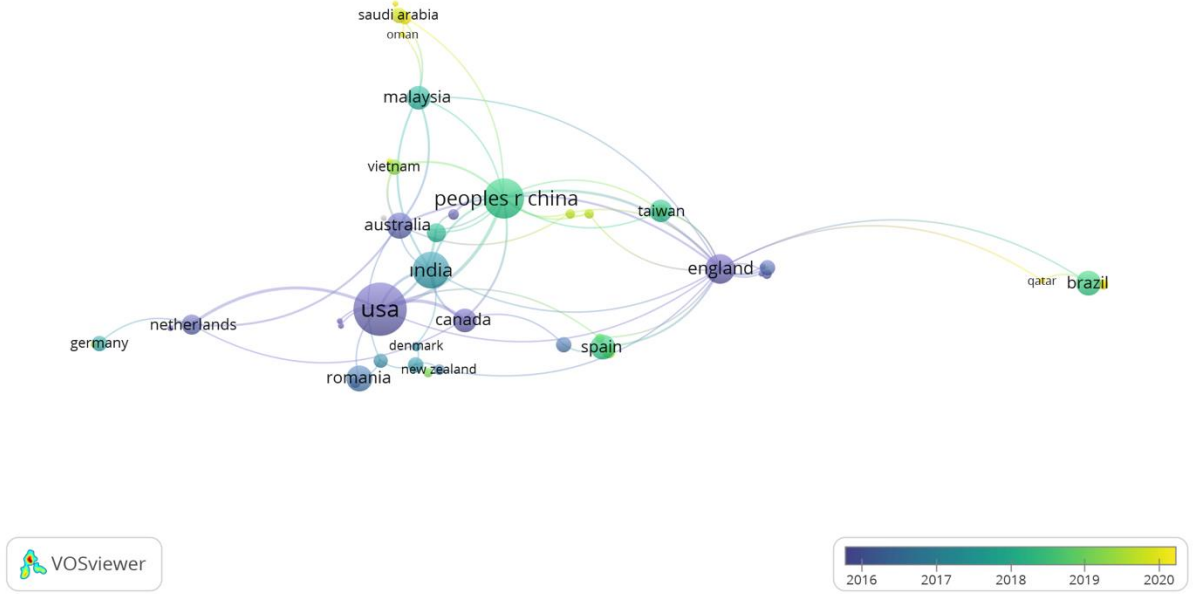 saudi arabia
oman
malaysia
vietnam
peoples r china
taiwan
australia
india
england
qatar
brazil
usa
canada
netherlands
germany
denmark
spain
new zealand
romania
VOSviewer
2016 2017 2018 2019 2020